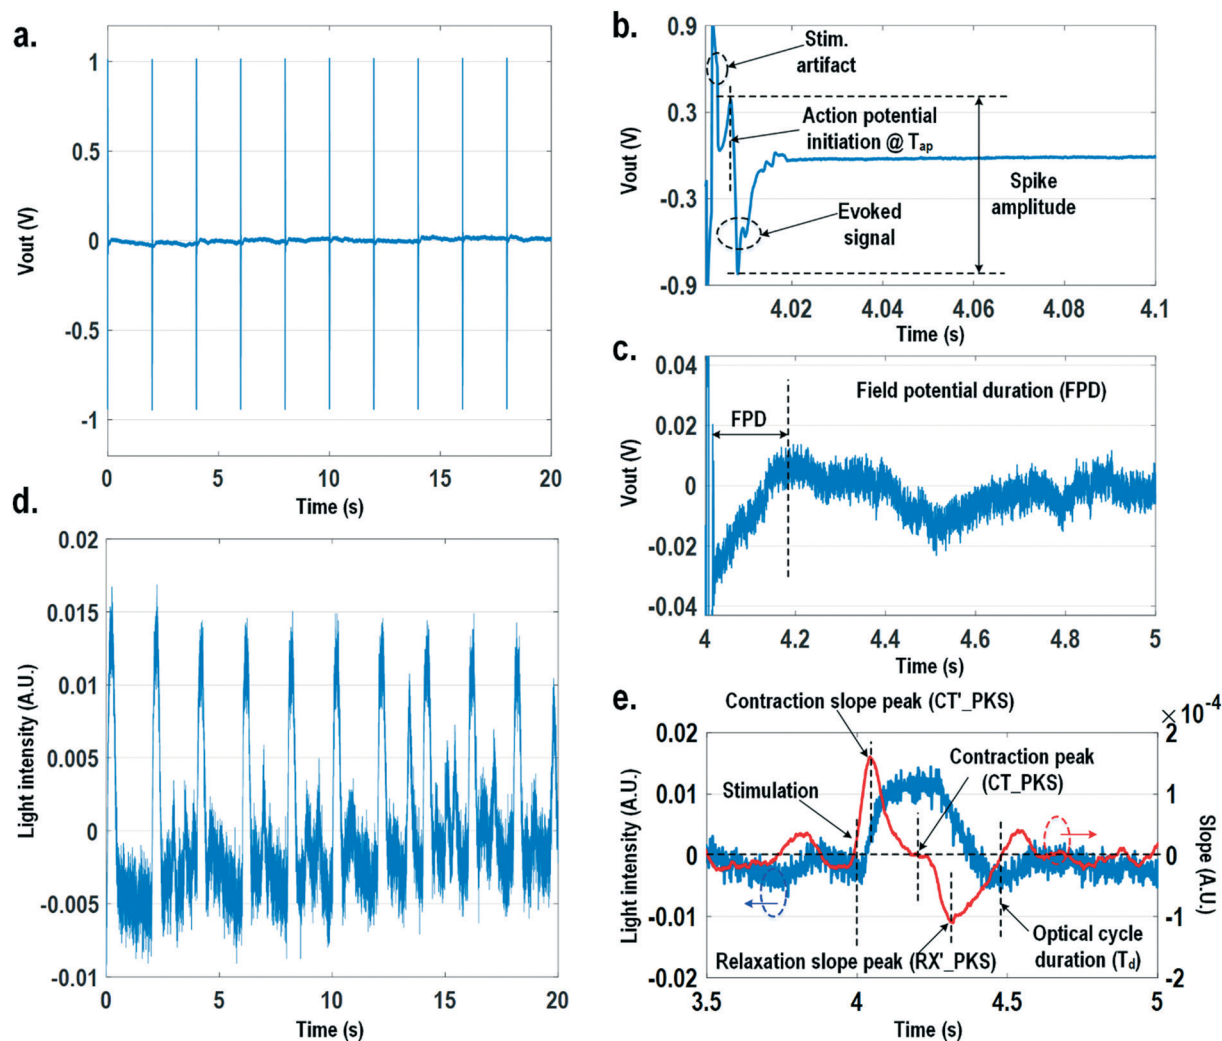 a.
Vout (V)
1
0.5
0
-0.5
-1
0
5
10
15
20
Time (s)
b.
Vout (V)
0.9
0.3
-0.3
-0.9
Stim.
artifact
Action potential
initiation @ Tap
Evoked
signal
Spike
amplitude
4.02
4.04
4.06
4.08
4.1
Time (s)
c.
Vout (V)
0.04
0.02
0
-0.02
-0.04
Field potential duration (FPD)
FPD
4
4.2
4.4
4.6
4.8
5
Time (s)
d.
Light intensity (A.U.)
0.02
0.015
0.01
0.005
0
-0.005
-0.01
0
5
10
15
20
Time (s)
e.
Light intensity (A.U.)
0.02
0.01
0
-0.01
-0.02
Contraction slope peak (CT'_PKS)
Contraction peak
(CT_PKS)
Stimulation
Relaxation slope peak (RX'_PKS)
Optical cycle
duration (Td)
×10-4
2
1
0
-1
-2
Slope (A.U.)
3.5
4
4.5
5
Time (s)